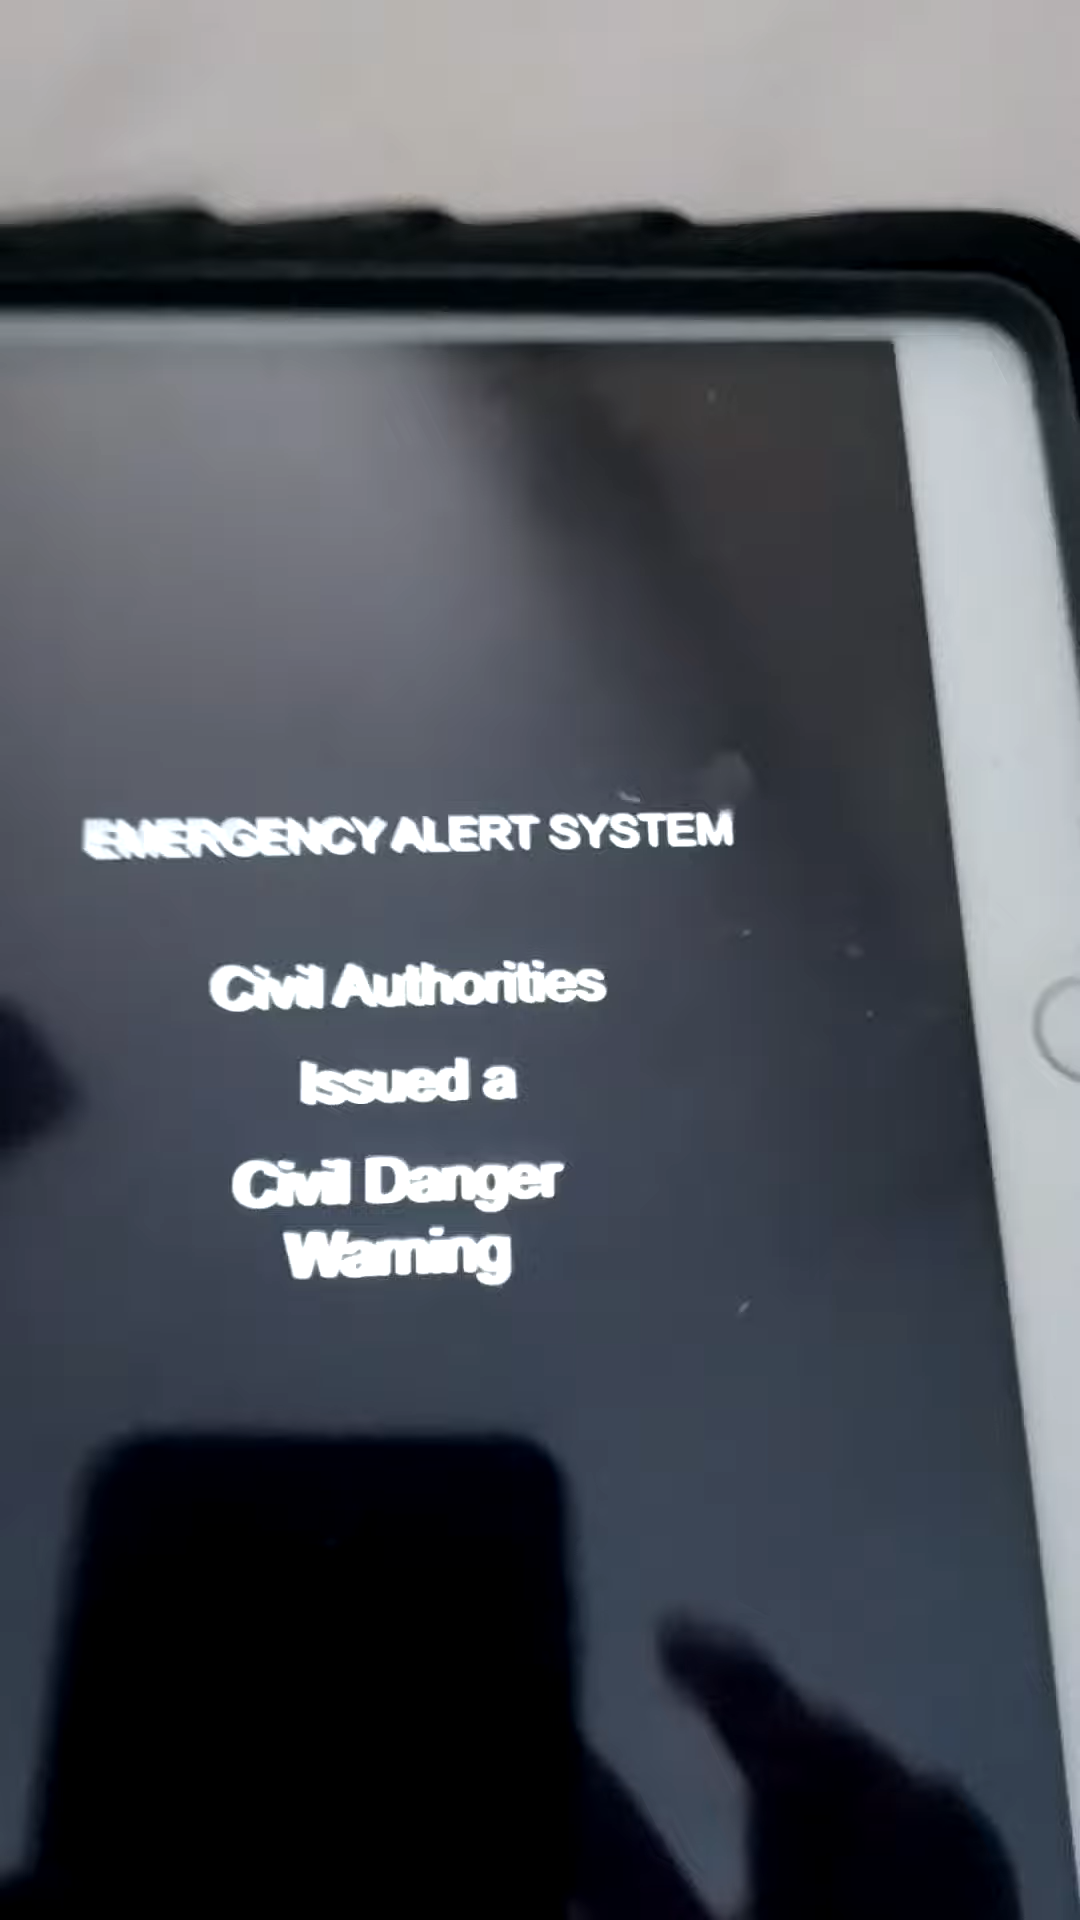 EMERGENCY ALERT SYSTEM
Civil Authorities
Issued a
Civil Danger
Warning